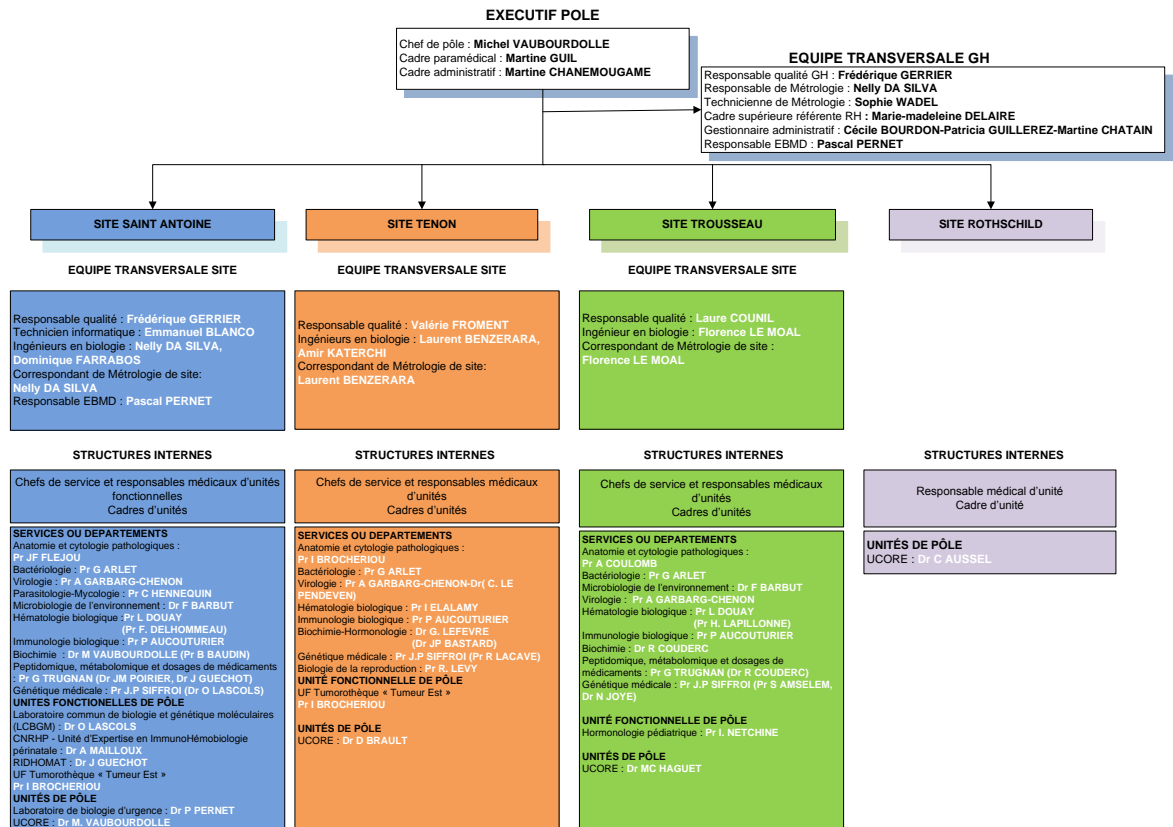 EXECUTIF POLE
Chef de pôle : Michel VAUBOURDOLLE
Cadre paramédical : Martine GUIL
Cadre administratif : Martine CHANEMOUGAME
EQUIPE TRANSVERSALE GH
Responsable qualité GH : Frédérique GERRIER
Responsable de Métrologie : Nelly DA SILVA
Technicienne de Métrologie : Sophie WADEL
Cadre supérieure référente RH : Marie-madeleine DELAIRE
Gestionnaire administratif : Cécile BOURDON-Patricia GUILLEREZ-Martine CHATAIN
Responsable EBMD : Pascal PERNET
SITE SAINT ANTOINE
EQUIPE TRANSVERSALE SITE
Responsable qualité : Frédérique GERRIER
Technicien informatique : Emmanuel BLANCO
Ingénieurs en biologie : Nelly DA SILVA,
Dominique FARRABOS
Correspondant de Métrologie de site:
Nelly DA SILVA
Responsable EBMD : Pascal PERNET
STRUCTURES INTERNES
Chefs de service et responsables médicaux d'unités
fonctionnelles
Cadres d'unités
SERVICES OU DEPARTEMENTS
Anatomie et cytologie pathologiques :
Pr JF FLEJOU
Bactériologie : Pr G ARLET
Virologie : Pr A GARBARG-CHENON
Parasitologie-Mycologie : Pr C HENNEQUIN
Microbiologie de l'environnement : Dr F BARBUT
Hématologie biologique :Pr L DOUAY
(Pr F. DELHOMMEAU)
Immunologie biologique : Pr P AUCOUTURIER
Biochimie : Dr M VAUBOURDOLLE (Pr B BAUDIN)
Peptidomique, métabolomique et dosages de médicaments
: Pr G TRUGNAN (Dr JM POIRIER, Dr J GUECHOT)
Génétique médicale : Pr J.P SIFFROI (Dr O LASCOLS)
UNITES FONCTIONELLES DE PÔLE
Laboratoire commun de biologie et génétique moléculaires
(LCBGM) : Dr O LASCOLS
CNRHP - Unité d'Expertise en ImmunoHémobiologie
périnatale : Dr A MAILLOUX
RIDHOMAT : Dr J GUECHOT
UF Tumorothèque « Tumeur Est »
Pr I BROCHERIOU
UNITÉS DE PÔLE
Laboratoire de biologie d'urgence : Dr P PERNET
UCORE : Dr M. VAUBOURDOLLE
SITE TENON
EQUIPE TRANSVERSALE SITE
Responsable qualité : Valérie FROMENT
Ingénieurs en biologie : Laurent BENZERARA,
Amir KATERCHI
Correspondant de Métrologie de site:
Laurent BENZERARA
STRUCTURES INTERNES
Chefs de service et responsables médicaux
d'unités
Cadres d'unités
SERVICES OU DEPARTEMENTS
Anatomie et cytologie pathologiques :
Pr I BROCHERIOU
Bactériologie : Pr G ARLET
Virologie : Pr A GARBARG-CHENON-Dr( C. LE
PENDEVEN)
Hématologie biologique : Pr I ELALAMY
Immunologie biologique : Pr P AUCOUTURIER
Biochimie-Hormonologie : Dr G. LEFEVRE
(Dr JP BASTARD)
Génétique médicale : Pr J.P SIFFROI (Pr R LACAVE)
Biologie de la reproduction : Pr R. LEVY
UNITÉ FONCTIONNELLE DE PÔLE
UF Tumorothèque « Tumeur Est »
Pr I BROCHERIOU
UNITÉS DE PÔLE
UCORE : Dr D BRAULT
SITE TROUSSEAU
EQUIPE TRANSVERSALE SITE
Responsable qualité : Laure COUNIL
Ingénieur en biologie : Florence LE MOAL
Correspondant de Métrologie de site :
Florence LE MOAL
STRUCTURES INTERNES
Chefs de service et responsables médicaux
d'unités
Cadres d'unités
SERVICES OU DEPARTEMENTS
Anatomie et cytologie pathologiques :
Pr A COULOMB
Bactériologie : Pr G ARLET
Microbiologie de l'environnement : Dr F BARBUT
Virologie : Pr A GARBARG-CHENON
Hématologie biologique : Pr L DOUAY
(Pr H. LAPILLONNE)
Immunologie biologique : Pr P AUCOUTURIER
Biochimie : Dr R COUDERC
Peptidomique, métabolomique et dosages de
médicaments : Pr G TRUGNAN (Dr R COUDERC)
Génétique médicale : Pr J.P SIFFROI (Pr S AMSELEM,
Dr N JOYE)
UNITÉ FONCTIONNELLE DE PÔLE
Hormonologie pédiatrique : Pr I. NETCHINE
UNITÉS DE PÔLE
UCORE : Dr MC HAGUET
SITE ROTHSCHILD
STRUCTURES INTERNES
Responsable médical d'unité
Cadre d'unité
UNITÉS DE PÔLE
UCORE : Dr C AUSSEL